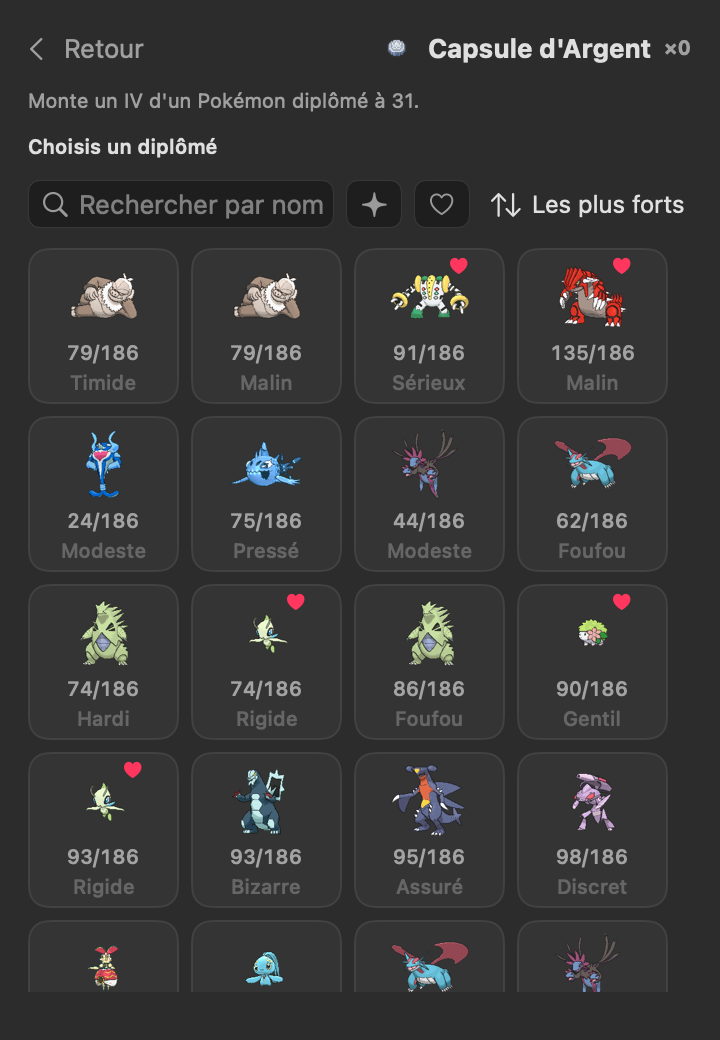 Retour
Capsule d'Argent ×0
Monte un IV d'un Pokémon diplômé à 31.
Choisis un diplômé
Rechercher par nom
Les plus forts
79/186 79/186 91/186 135/186
Timide Malin Sérieux Malin
24/186 75/186 44/186 62/186
Modeste Pressé Modeste Foufou
74/186 74/186 86/186 90/186
Hardi Rigide Foufou Gentil
93/186 93/186 95/186 98/186
Rigide Bizarre Assuré Discret